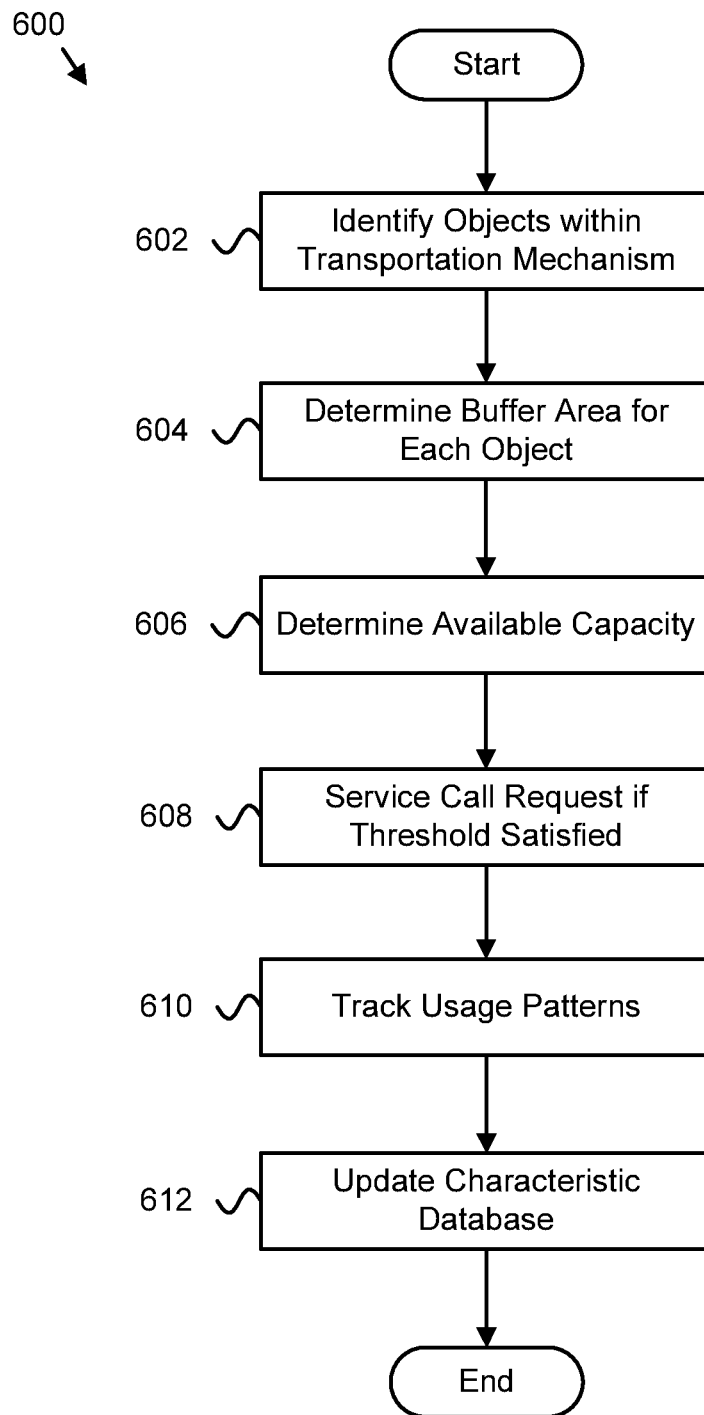 600
Start
602
Identify Objects within
Transportation Mechanism
604
Determine Buffer Area for
Each Object
606
Determine Available Capacity
608
Service Call Request if
Threshold Satisfied
610
Track Usage Patterns
612
Update Characteristic
Database
End